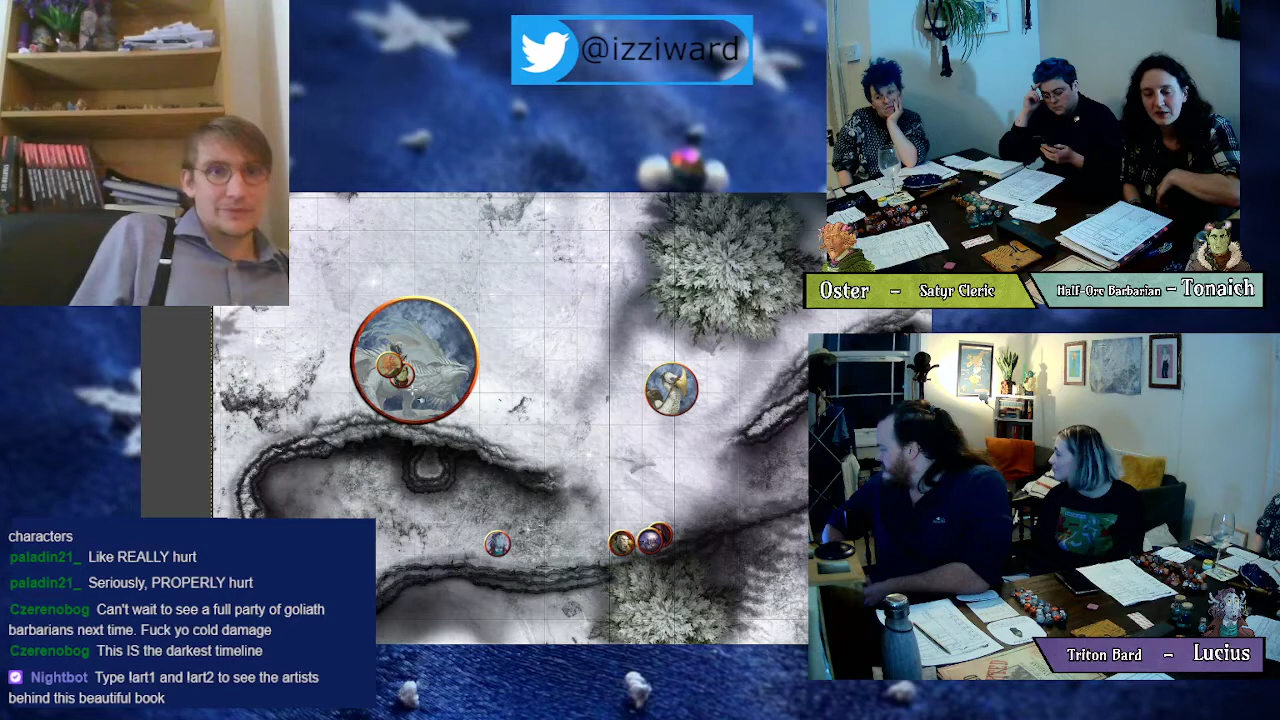 @izziward
Oster - Satyr Cleric
Half-Orc Barbarian - Tonaich
characters
paladin21_ Like REALLY hurt
paladin21_ Seriously, PROPERLY hurt
Czerenobog Can't wait to see a full party of goliath
barbarians next time. Fuck yo cold damage
Czerenobog This IS the darkest timeline
Nightbot Type !art1 and !art2 to see the artists
behind this beautiful book
Triton Bard - Lucius